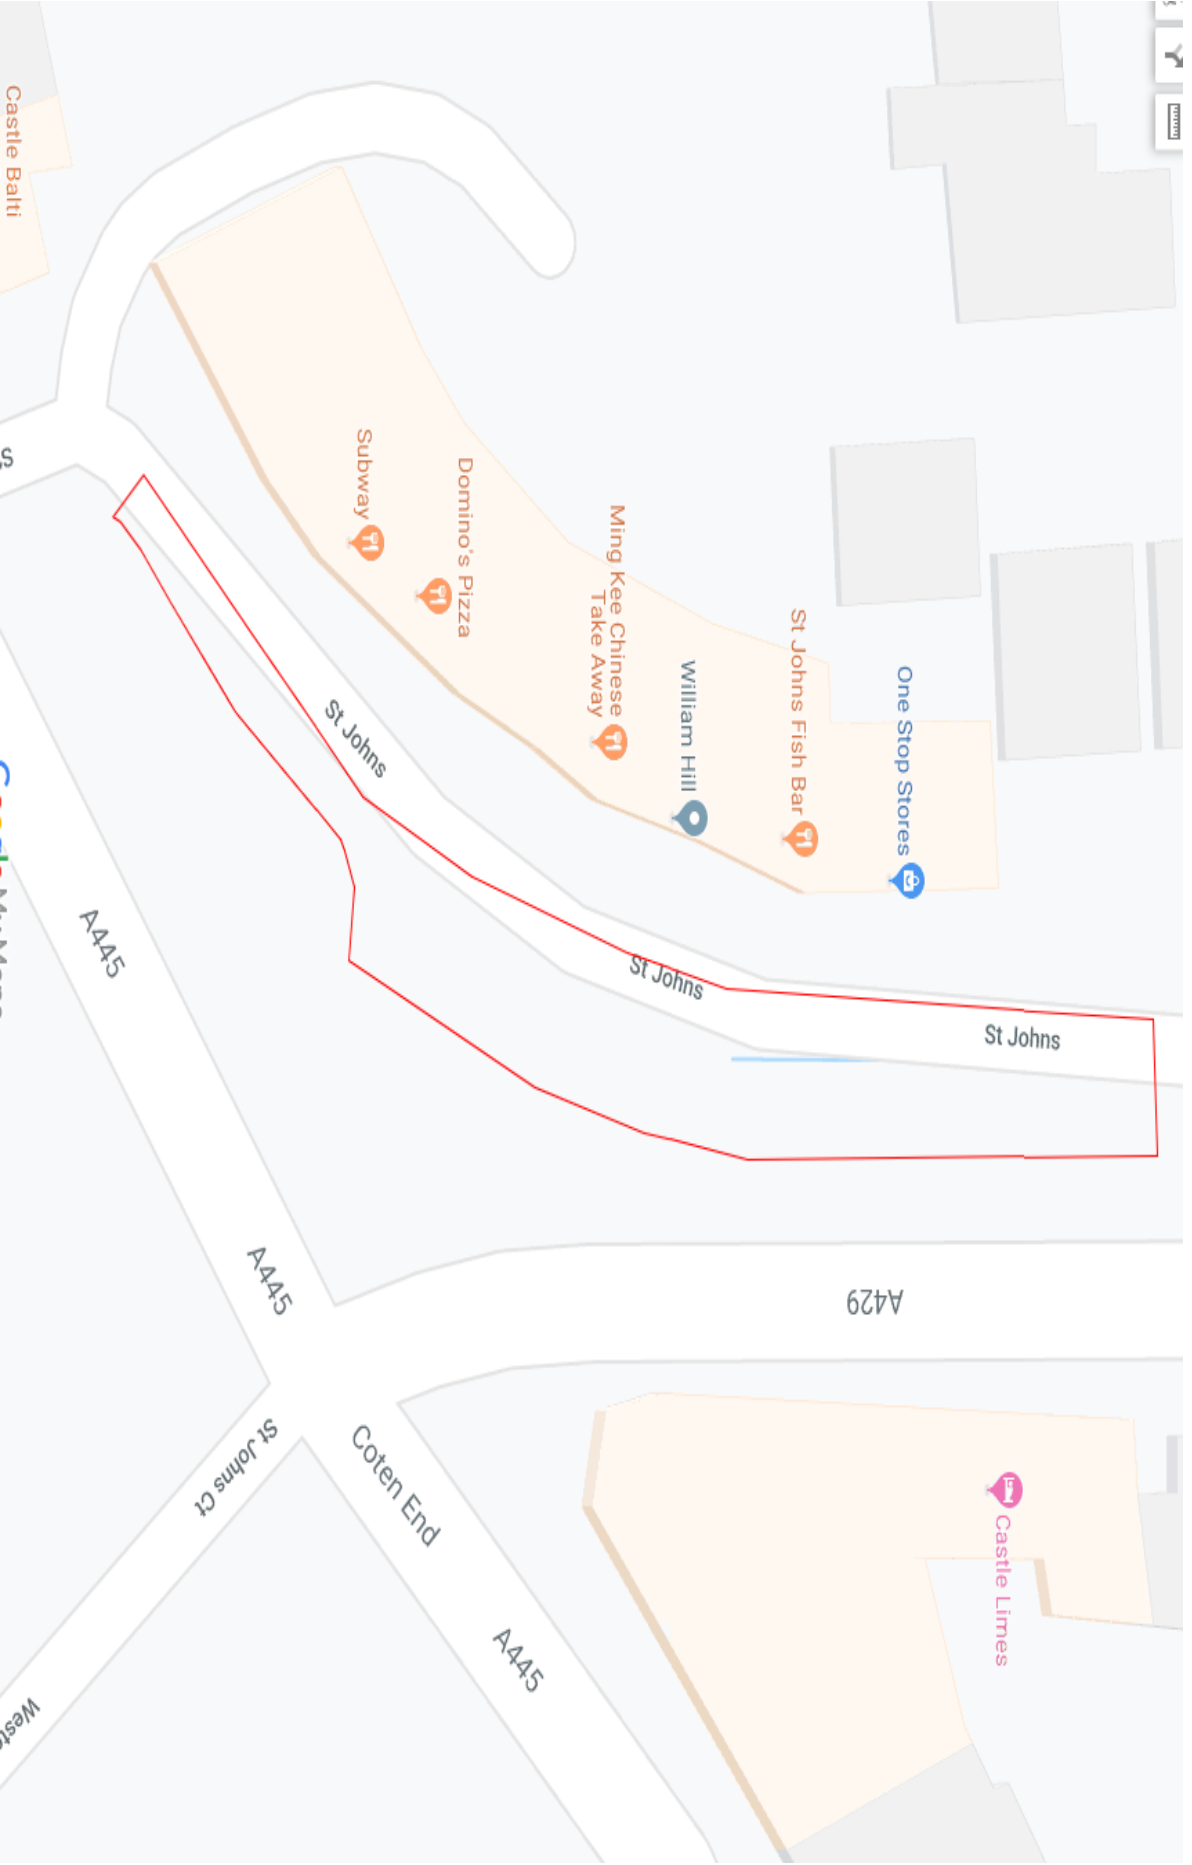 Castle Balti
Subway
Domino's Pizza
Ming Kee Chinese
Take Away
William Hill
St Johns Fish Bar
One Stop Stores
St Johns
St Johns
St Johns
A445
A445
A429
St Johns Ct
Coten End
A445
Castle Limes